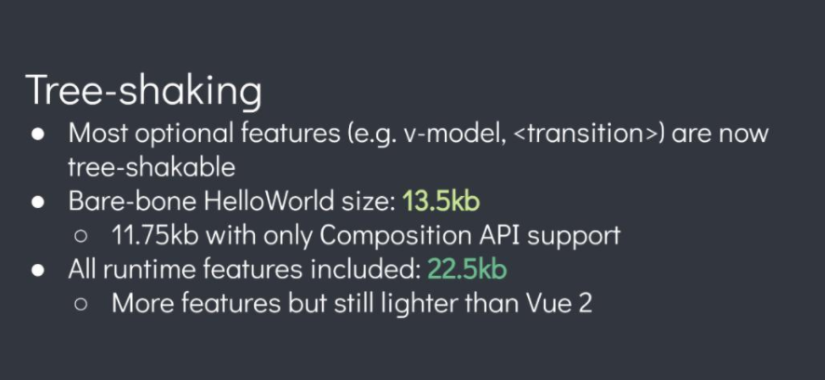 Tree-shaking
● Most optional features (e.g. v-model, <transition>) are now
tree-shakable
● Bare-bone HelloWorld size: 13.5kb
○ 11.75kb with only Composition API support
● All runtime features included: 22.5kb
○ More features but still lighter than Vue 2